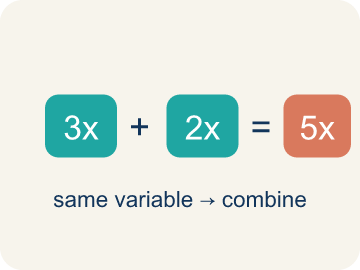 3x + 2x = 5x
same variable → combine